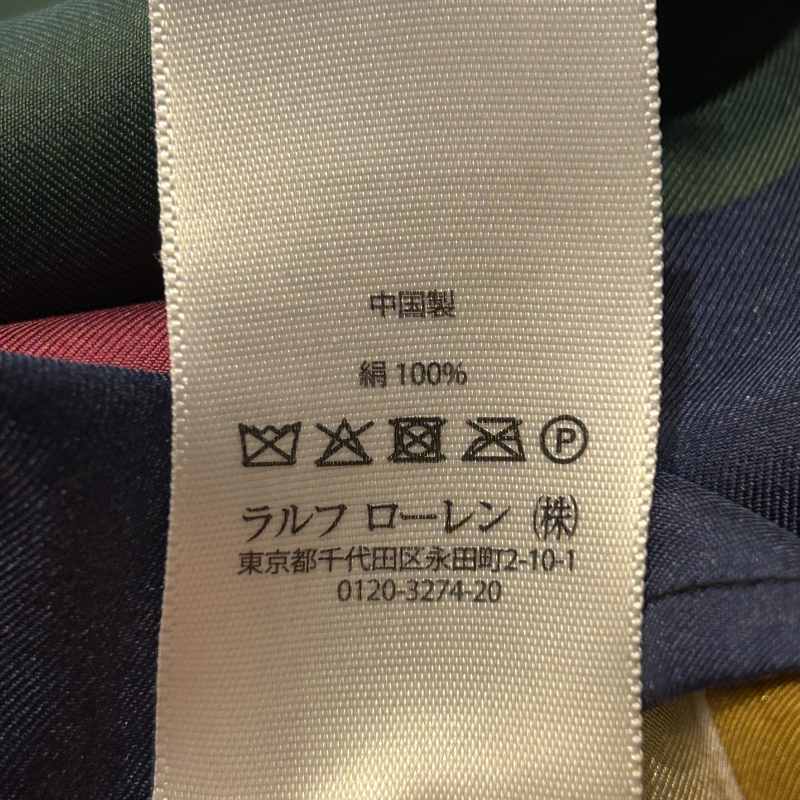 中国製
絹 100%
P
ラルフ ローレン ㈱
東京都千代田区永田町2-10-1
0120-3274-20